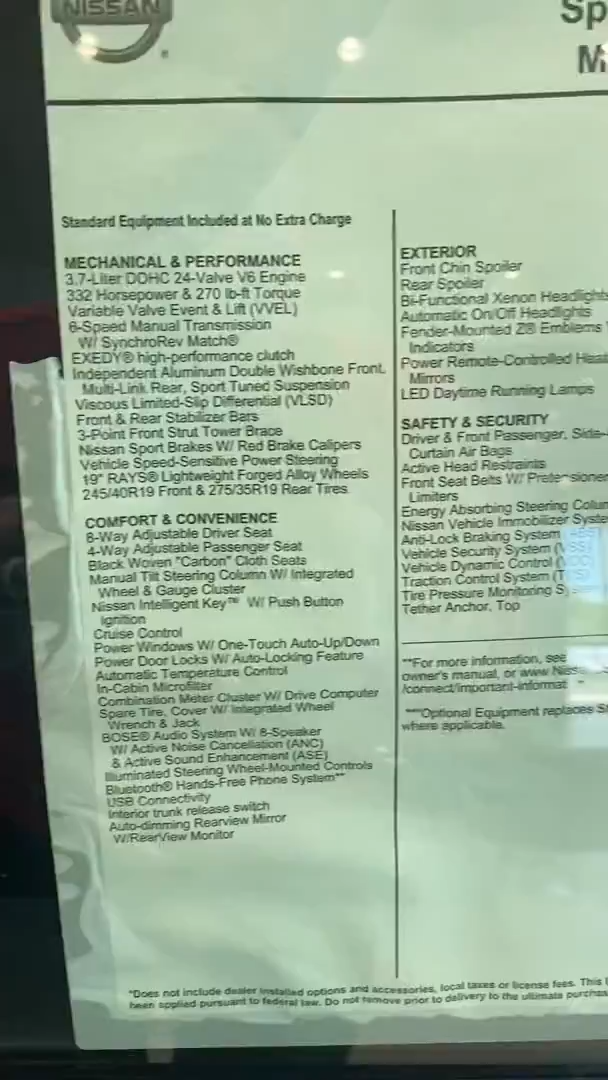 NISSAN
Sp
M
Standard Equipment Included at No Extra Charge
MECHANICAL & PERFORMANCE
3.7-Liter DOHC 24-Valve V6 Engine
332 Horsepower & 270 lb-ft Torque
Variable Valve Event & Lift (VVEL)
6-Speed Manual Transmission
W/ SynchroRev Match®
EXEDY® high-performance clutch
Independent Aluminum Double Wishbone Front,
Multi-Link Rear, Sport Tuned Suspension
Viscous Limited-Slip Differential (VLSD)
Front & Rear Stabilizer Bars
3-Point Front Strut Tower Brace
Nissan Sport Brakes W/ Red Brake Calipers
Vehicle Speed-Sensitive Power Steering
19" RAYS® Lightweight Forged Alloy Wheels
245/40R19 Front & 275/35R19 Rear Tires
COMFORT & CONVENIENCE
8-Way Adjustable Driver Seat
4-Way Adjustable Passenger Seat
Black Woven "Carbon" Cloth Seats
Manual Tilt Steering Column W/ Integrated
Wheel & Gauge Cluster
Nissan Intelligent Key™ W/ Push Button
Ignition
Cruise Control
Power Windows W/ One-Touch Auto-Up/Down
Power Door Locks W/ Auto-Locking Feature
Automatic Temperature Control
In-Cabin Microfilter
Combination Meter Cluster W/ Drive Computer
Spare Tire, Cover W/ Integrated Wheel
Wrench & Jack
BOSE® Audio System W/ 8-Speaker
W/ Active Noise Cancellation (ANC)
& Active Sound Enhancement (ASE)
Illuminated Steering Wheel-Mounted Controls
Bluetooth® Hands-Free Phone System**
USB Connectivity
Interior trunk release switch
Auto-dimming Rearview Mirror
W/RearView Monitor
EXTERIOR
Front Chin Spoiler
Rear Spoiler
Bi-Functional Xenon Headlights
Automatic On/Off Headlights
Fender-Mounted Z® Emblems
Indicators
Power Remote-Controlled Hea
Mirrors
LED Daytime Running Lamps
SAFETY & SECURITY
Driver & Front Passenger, Side-
Curtain Air Bags
Active Head Restraints
Front Seat Belts W/ Pretensioner
Limiters
Energy Absorbing Steering Colu
Nissan Vehicle Immobilizer Syste
Anti-Lock Braking System
Vehicle Security System (VSS)
Vehicle Dynamic Control (VDC)
Traction Control System (TCS)
Tire Pressure Monitoring S
Tether Anchor, Top
**For more information, see
owner's manual, or www.Niss
/connect/important-informat
***Optional Equipment replaces S
where applicable.
*Does not include dealer installed options and accessories, local taxes or license fees. This
been applied pursuant to federal law. Do not remove prior to delivery to the ultimate purchas